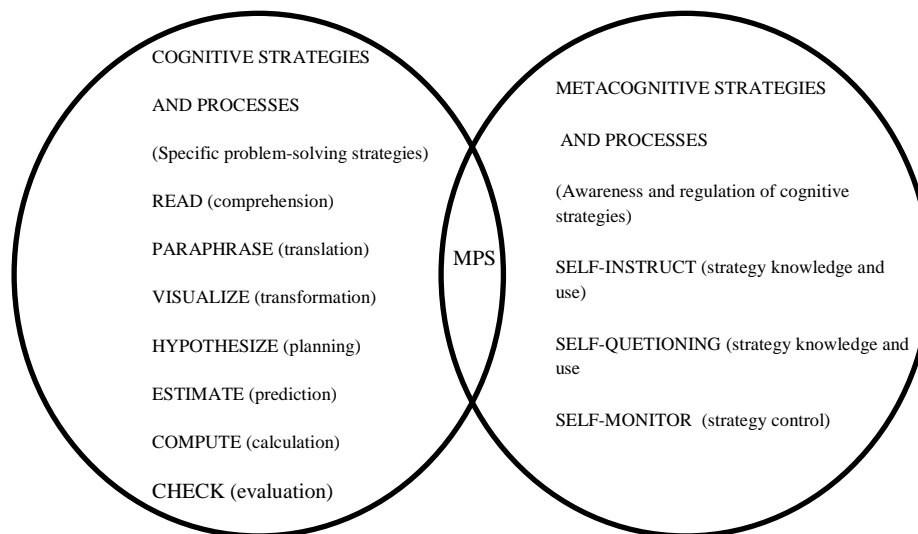 COGNITIVE STRATEGIES
AND PROCESSES
(Specific problem-solving strategies)
READ (comprehension)
PARAPHRASE (translation)
VISUALIZE (transformation)
HYPOTHESIZE (planning)
ESTIMATE (prediction)
COMPUTE (calculation)
CHECK (evaluation)
MPS
METACOGNITIVE STRATEGIES
AND PROCESSES
(Awareness and regulation of cognitive
strategies)
SELF-INSTRUCT (strategy knowledge and
use)
SELF-QUETIONING (strategy knowledge and
use
SELF-MONITOR (strategy control)